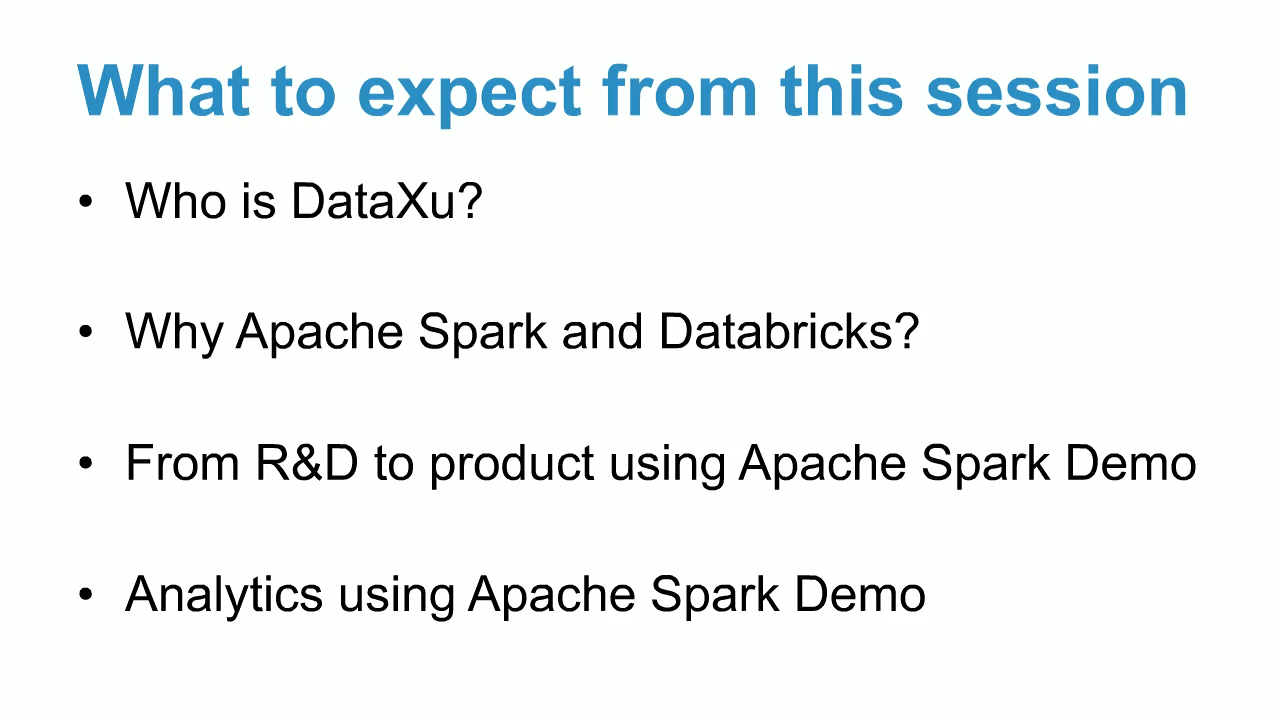 What to expect from this session
• Who is DataXu?
• Why Apache Spark and Databricks?
• From R&D to product using Apache Spark Demo
• Analytics using Apache Spark Demo